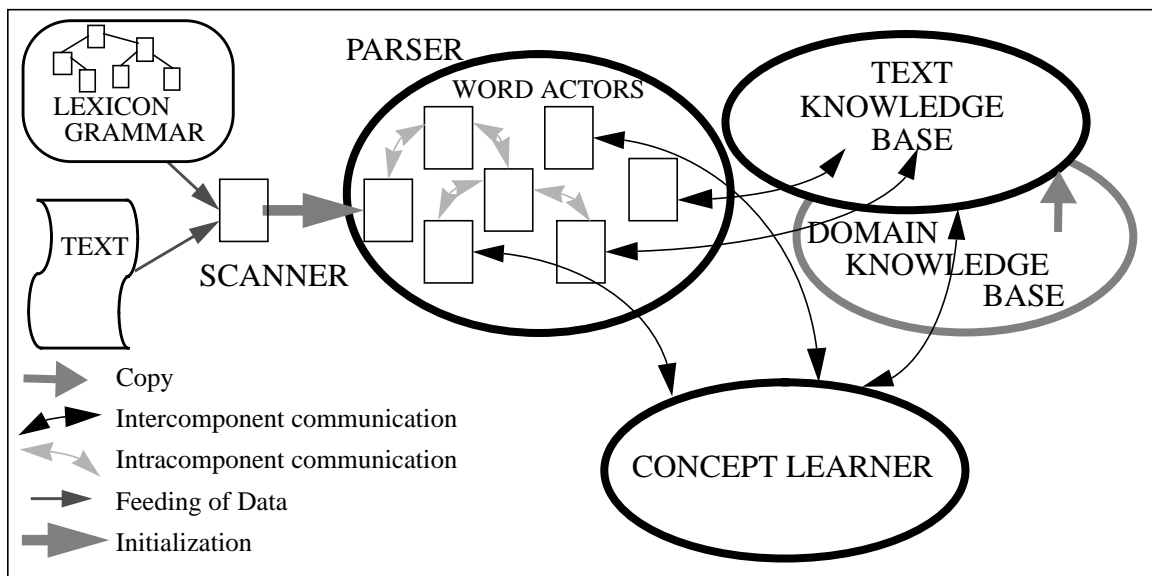 LEXICON
GRAMMAR
TEXT
SCANNER
PARSER
WORD ACTORS
TEXT
KNOWLEDGE
BASE
DOMAIN
KNOWLEDGE
BASE
CONCEPT LEARNER
Copy
Intercomponent communication
Intracomponent communication
Feeding of Data
Initialization